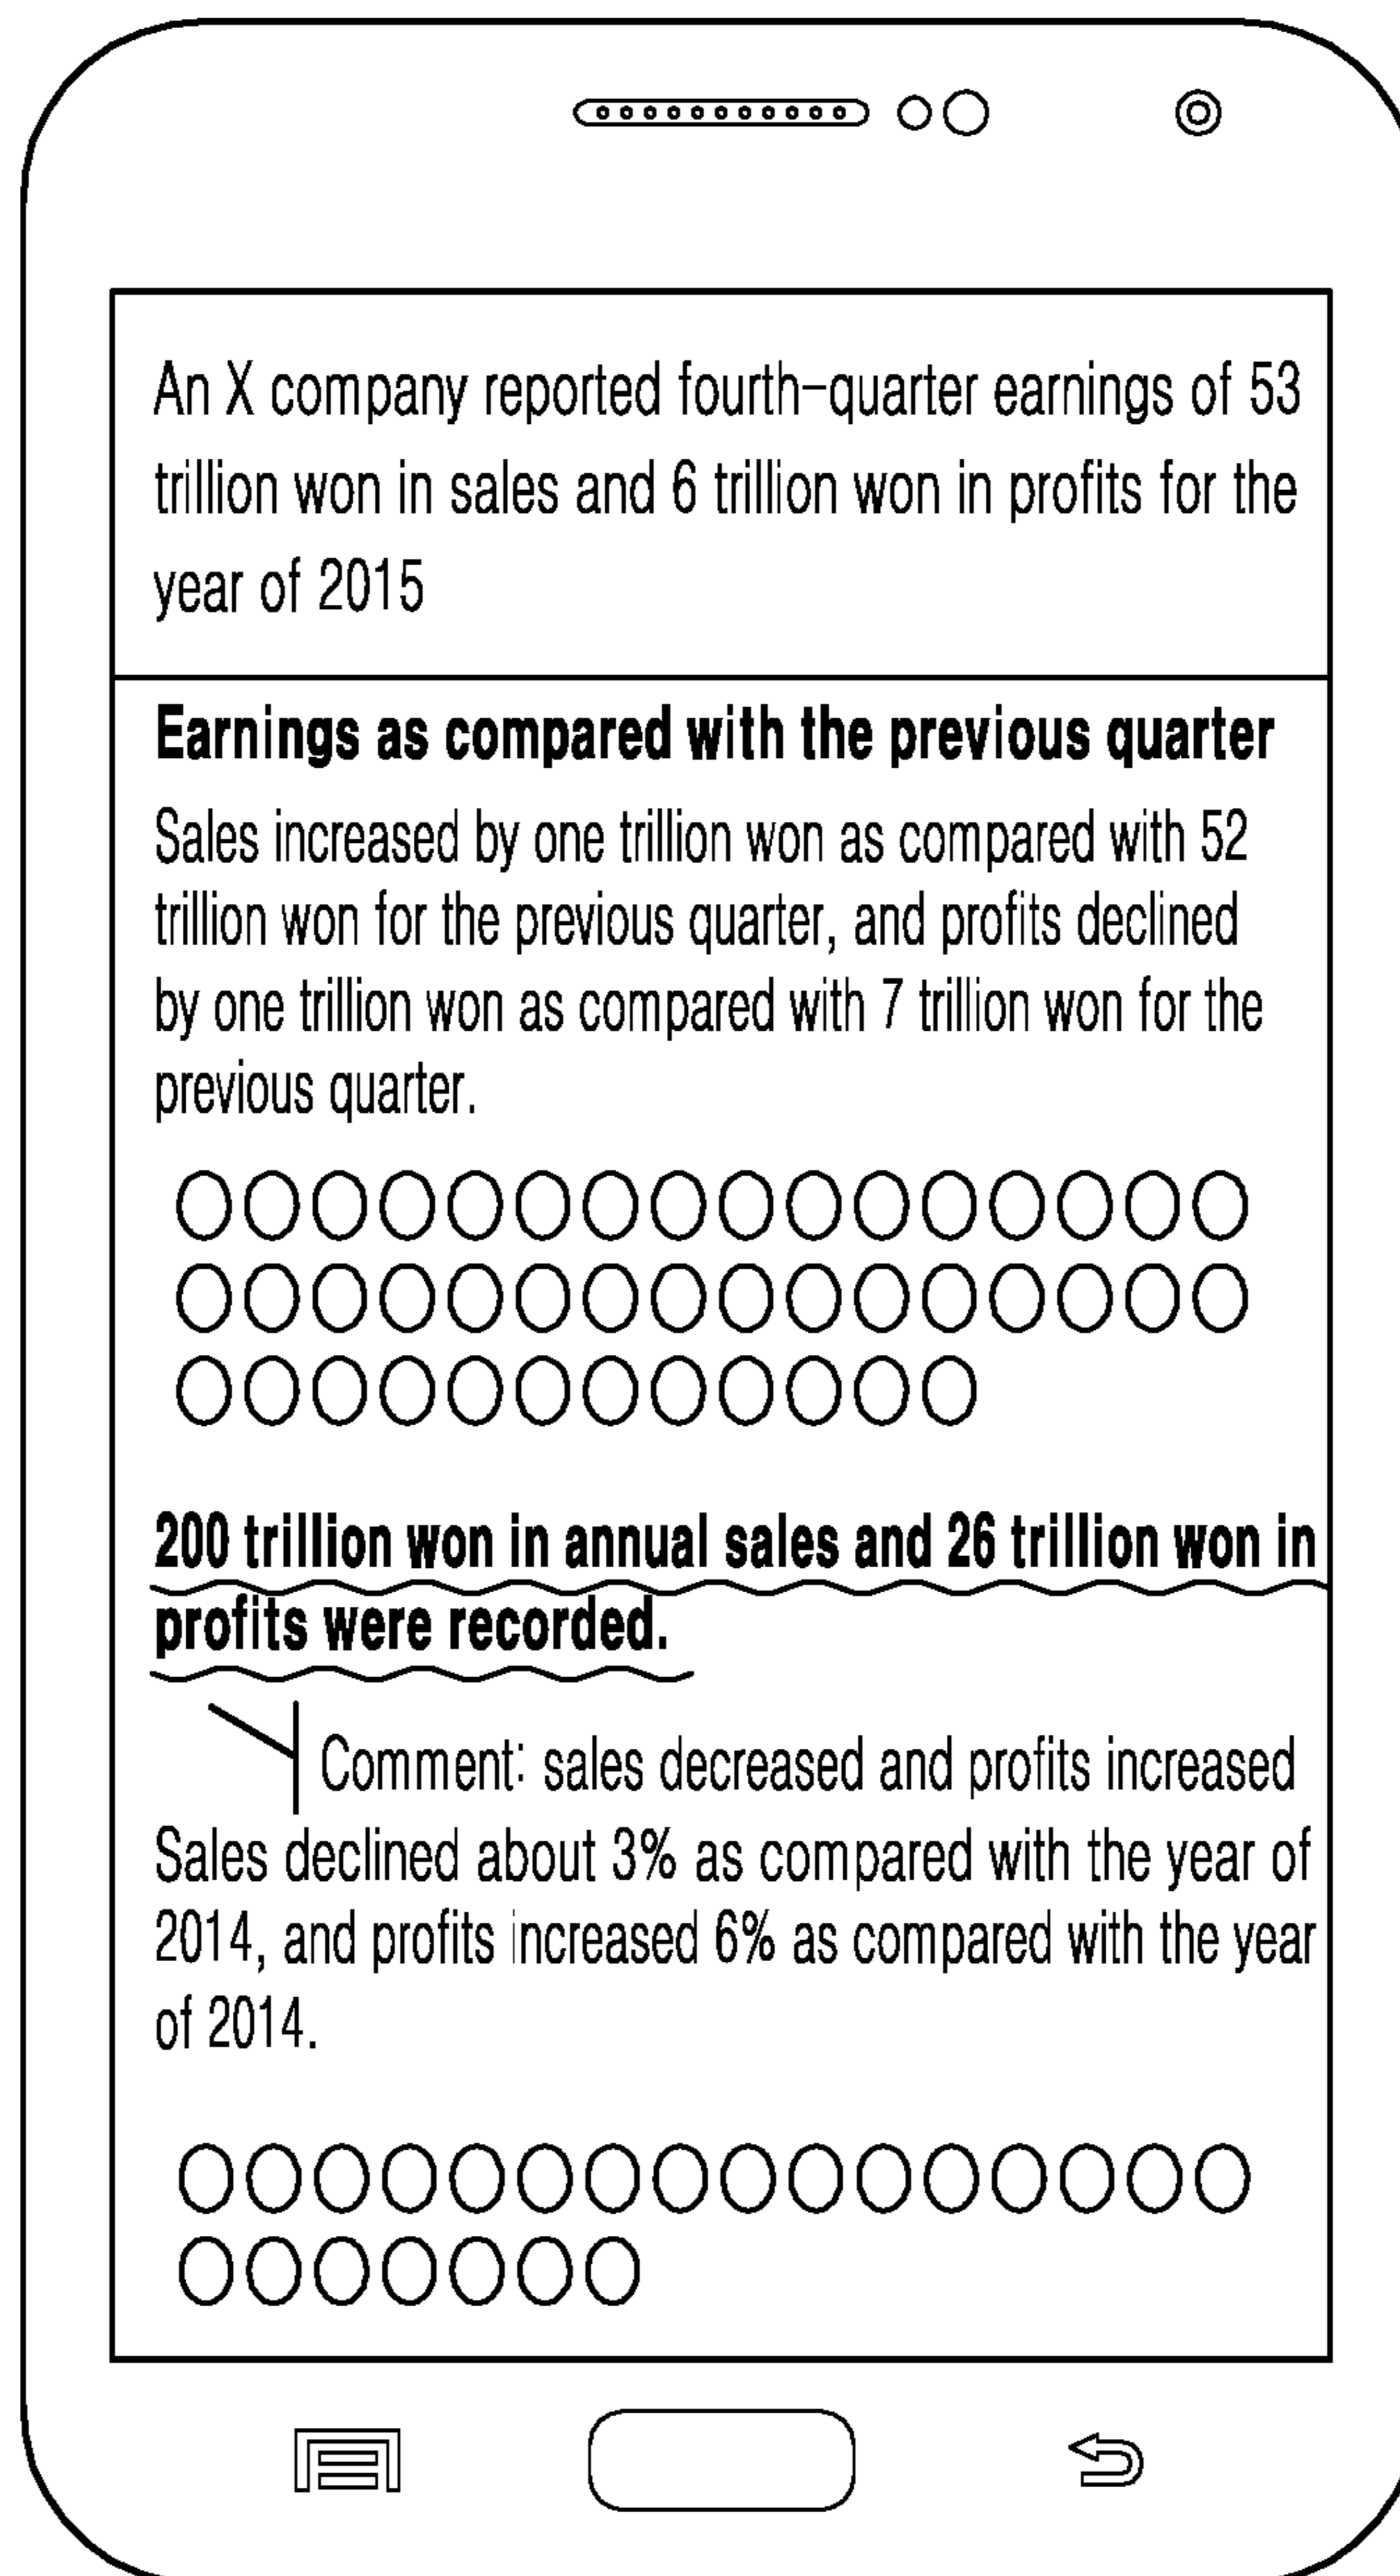 An X company reported fourth-quarter earnings of 53
trillion won in sales and 6 trillion won in profits for the
year of 2015
Earnings as compared with the previous quarter
Sales increased by one trillion won as compared with 52
trillion won for the previous quarter, and profits declined
by one trillion won as compared with 7 trillion won for the
previous quarter.
○○○○○○○○○○○○○○○○
○○○○○○○○○○○○○○○○
○○○○○○○○○○○○
200 trillion won in annual sales and 26 trillion won in
profits were recorded.
Comment: sales decreased and profits increased
Sales declined about 3% as compared with the year of
2014, and profits increased 6% as compared with the year
of 2014.
○○○○○○○○○○○○○○○○
○○○○○○○